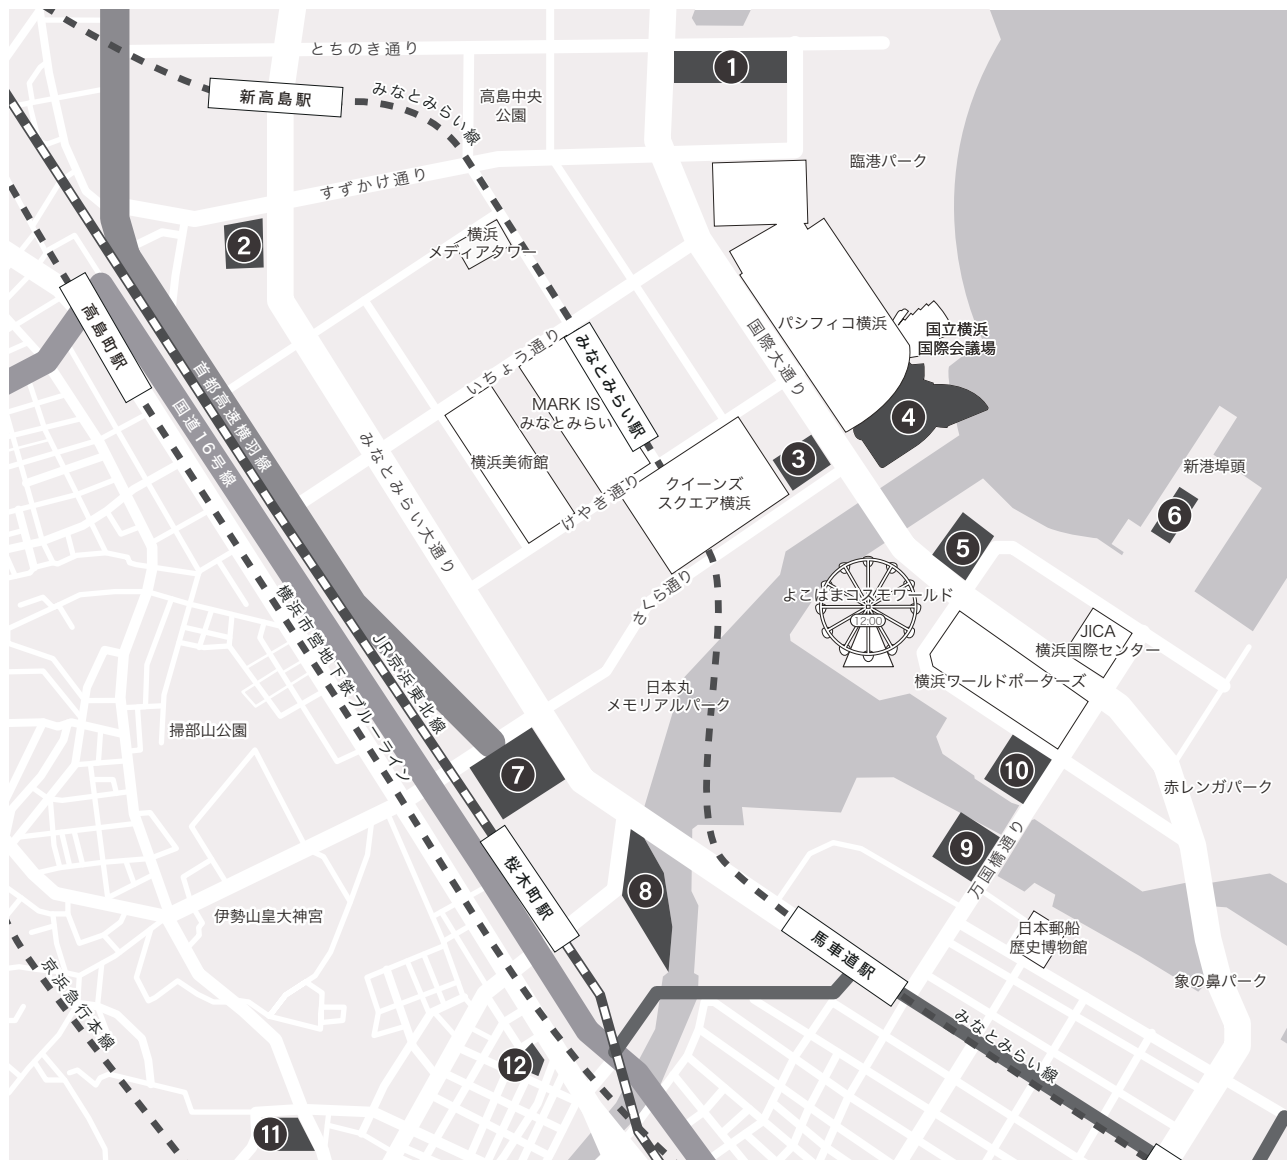 とちのき通り
1
新高島駅
みなとみらい線
高島中央
公園
臨港パーク
すずかけ通り
2
横浜
メディアタワー
高島町駅
パシフィコ横浜
国立横浜
国際会議場
国際大通り
みなとみらい駅
いちょう通り
首都高速横羽線
国道16号線
MARK IS
みなとみらい
4
横浜美術館
3
クイーンズ
スクエア横浜
けやき通り
みなとみらい大通り
新港埠頭
6
5
さくら通り
よこはまコスモワールド
12:00
JICA
横浜国際センター
横浜ワールドポーターズ
横浜市営地下鉄ブルーライン
JR京浜東北線
日本丸
メモリアルパーク
掃部山公園
7
10
赤レンガパーク
9
万国橋通り
桜木町駅
8
伊勢山皇大神宮
日本郵船
歴史博物館
馬車道駅
象の鼻パーク
京浜急行本線
みなとみらい線
12
11